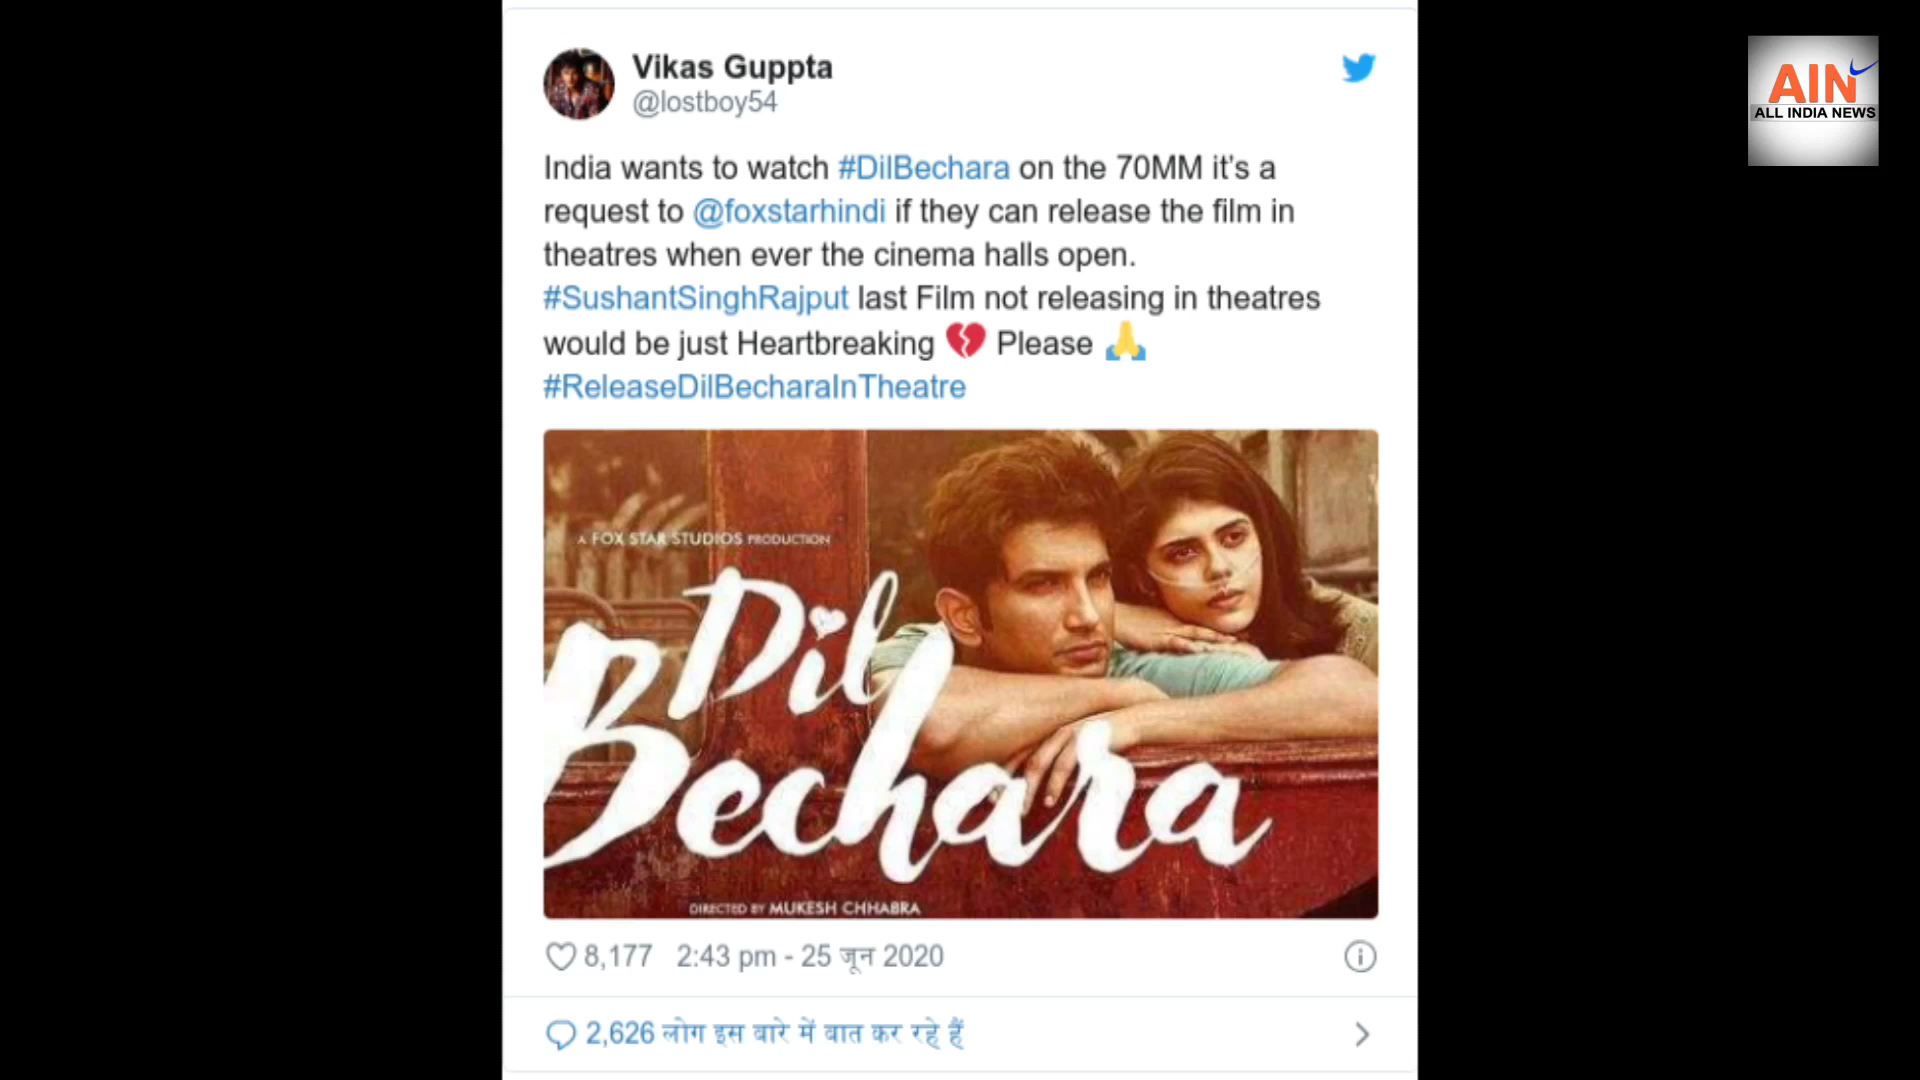 Vikas Guppta
@lostboy54
India wants to watch #DilBechara on the 70MM it's a
request to @foxstarhindi if they can release the film in
theatres when ever the cinema halls open.
#SushantSinghRajput last Film not releasing in theatres
would be just Heartbreaking 💔 Please 🙏
#ReleaseDilBecharaInTheatre
A FOX STAR STUDIOS PRODUCTION
Dil
Bechara
DIRECTED BY MUKESH CHHABRA
8,177 2:43 pm - 25 जून 2020
2,626 लोग इस बारे में बात कर रहे हैं
AIN
ALL INDIA NEWS